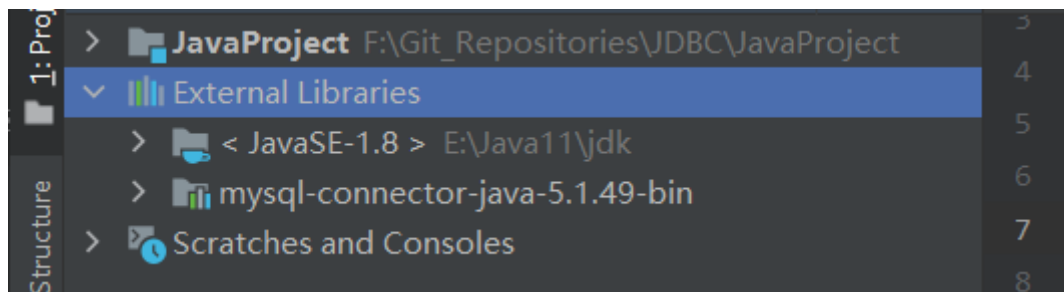 1: Proj
Structure
JavaProject F:\Git_Repositories\JDBC\JavaProject
External Libraries
< JavaSE-1.8 > E:\Java11\jdk
mysql-connector-java-5.1.49-bin
Scratches and Consoles
3
4
5
6
7
8